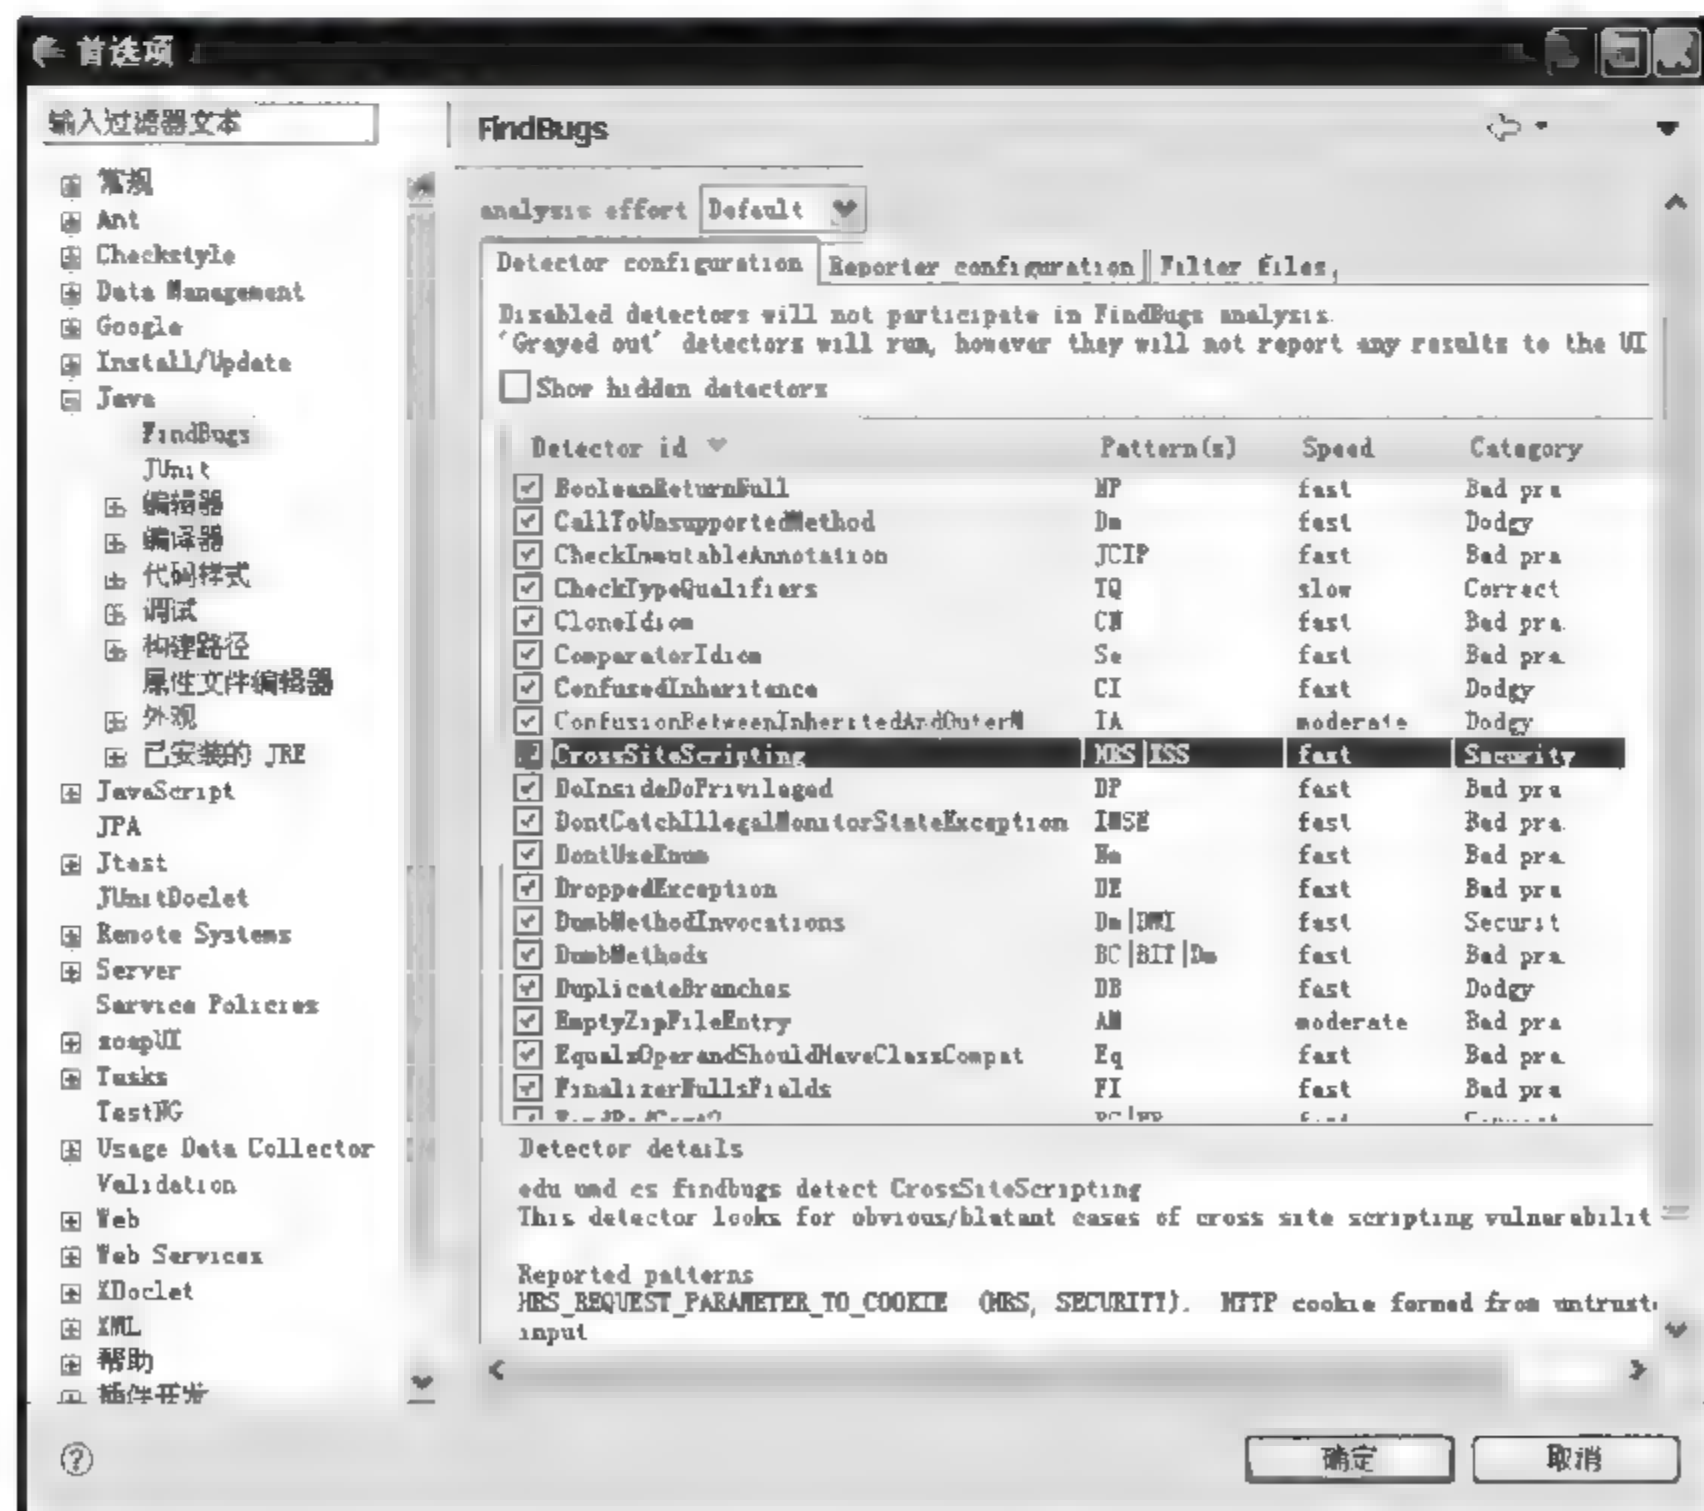 首选项
输入过滤器文本
常规
Ant
Checkstyle
Data Management
Google
Install/Update
Java
FindBugs
JUnit
编辑器
编译器
代码样式
调试
构建路径
属性文件编辑器
外观
已安装的 JRE
JavaScript
JPA
Jtest
JUnitDoclet
Remote Systems
Server
Service Policies
soapUI
Tasks
TestNG
Usage Data Collector
Validation
Web
Web Services
XDoclet
XML
帮助
插件开发
FindBugs
analysis effort Default
Detector configuration Reporter configuration Filter files
Disabled detectors will not participate in FindBugs analysis.
'Grayed out' detectors will run, however they will not report any results to the UI
Show hidden detectors
Detector id Pattern(s) Speed Category
BooleanReturnNull NP fast Bad pra
CallToUnsupportedMethod Dm fast Dodgy
CheckImmutableAnnotation JCIP fast Bad pra
CheckTypeQualifiers TQ slow Correct
CloneIdiom CN fast Bad pra
ComparatorIdiom Se fast Bad pra
ConfusedInheritance CI fast Dodgy
ConfusionBetweenInheritedAndOuterM IA moderate Dodgy
CrossSiteScripting HRS|XSS fast Security
DoInsideDoPrivileged DP fast Bad pra
DontCatchIllegalMonitorStateException IMSE fast Bad pra
DontUseEnum Nm fast Bad pra
DroppedException DE fast Bad pra
DumbMethodInvocations Dm|DMI fast Securit
DumbMethods BC|BIT|Dm fast Bad pra
DuplicateBranches DB fast Dodgy
EmptyZipFileEntry AM moderate Bad pra
EqualsOperandShouldHaveClassCompat Eq fast Bad pra
FinalizerNullsFields FI fast Bad pra
Detector details
edu umd cs findbugs detect CrossSiteScripting
This detector looks for obvious/blatant cases of cross site scripting vulnerabilit
Reported patterns
HRS_REQUEST_PARAMETER_TO_COOKIE (HRS, SECURITY). HTTP cookie formed from untrust
input
确定 取消